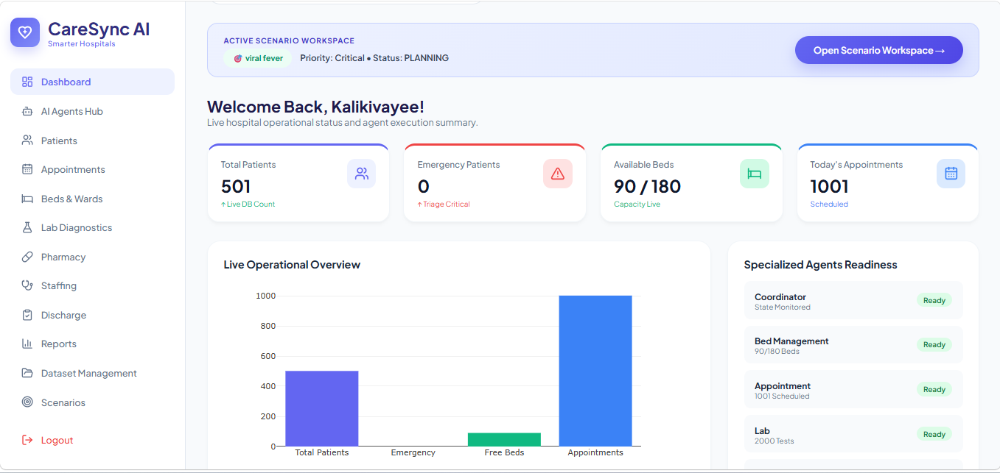 CareSync AI
Smarter Hospitals
Dashboard
AI Agents Hub
Patients
Appointments
Beds & Wards
Lab Diagnostics
Pharmacy
Staffing
Discharge
Reports
Dataset Management
Scenarios
Logout
ACTIVE SCENARIO WORKSPACE
🎯 viral fever Priority: Critical • Status: PLANNING
Open Scenario Workspace →
Welcome Back, Kalikivayee!
Live hospital operational status and agent execution summary.
Total Patients
501
↑ Live DB Count
Emergency Patients
0
↑ Triage Critical
Available Beds
90 / 180
Capacity Live
Today's Appointments
1001
Scheduled
Live Operational Overview
1000
800
600
400
200
0
Total Patients Emergency Free Beds Appointments
Specialized Agents Readiness
Coordinator
State Monitored
Ready
Bed Management
90/180 Beds
Ready
Appointment
1001 Scheduled
Ready
Lab
2000 Tests
Ready